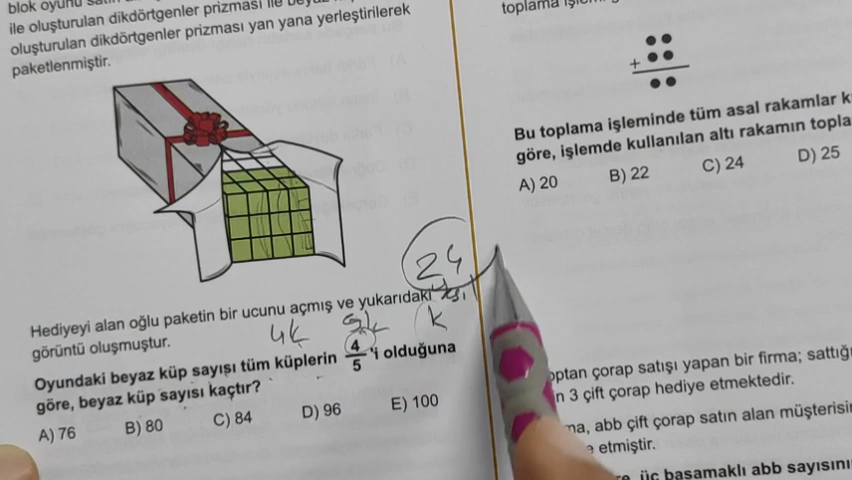 blok oyunu
ile oluşturulan dikdörtgenler prizması ile
oluşturulan dikdörtgenler prizması yan yana yerleştirilerek
paketlenmiştir.
24
Hediyeyi alan oğlu paketin bir ucunu açmış ve yukarıdaki
görüntü oluşmuştur.
4k 5k k
Oyundaki beyaz küp sayısı tüm küplerin 4/5 'i olduğuna
göre, beyaz küp sayısı kaçtır?
A) 76 B) 80 C) 84 D) 96 E) 100
toplama
+
Bu toplama işleminde tüm asal rakamlar
göre, işlemde kullanılan altı rakamın
A) 20 B) 22 C) 24 D) 25
çorap satışı yapan bir firma;
3 çift çorap hediye etmektedir.
abb çift çorap satın alan
etmiştir.
üç basamaklı abb sayısını